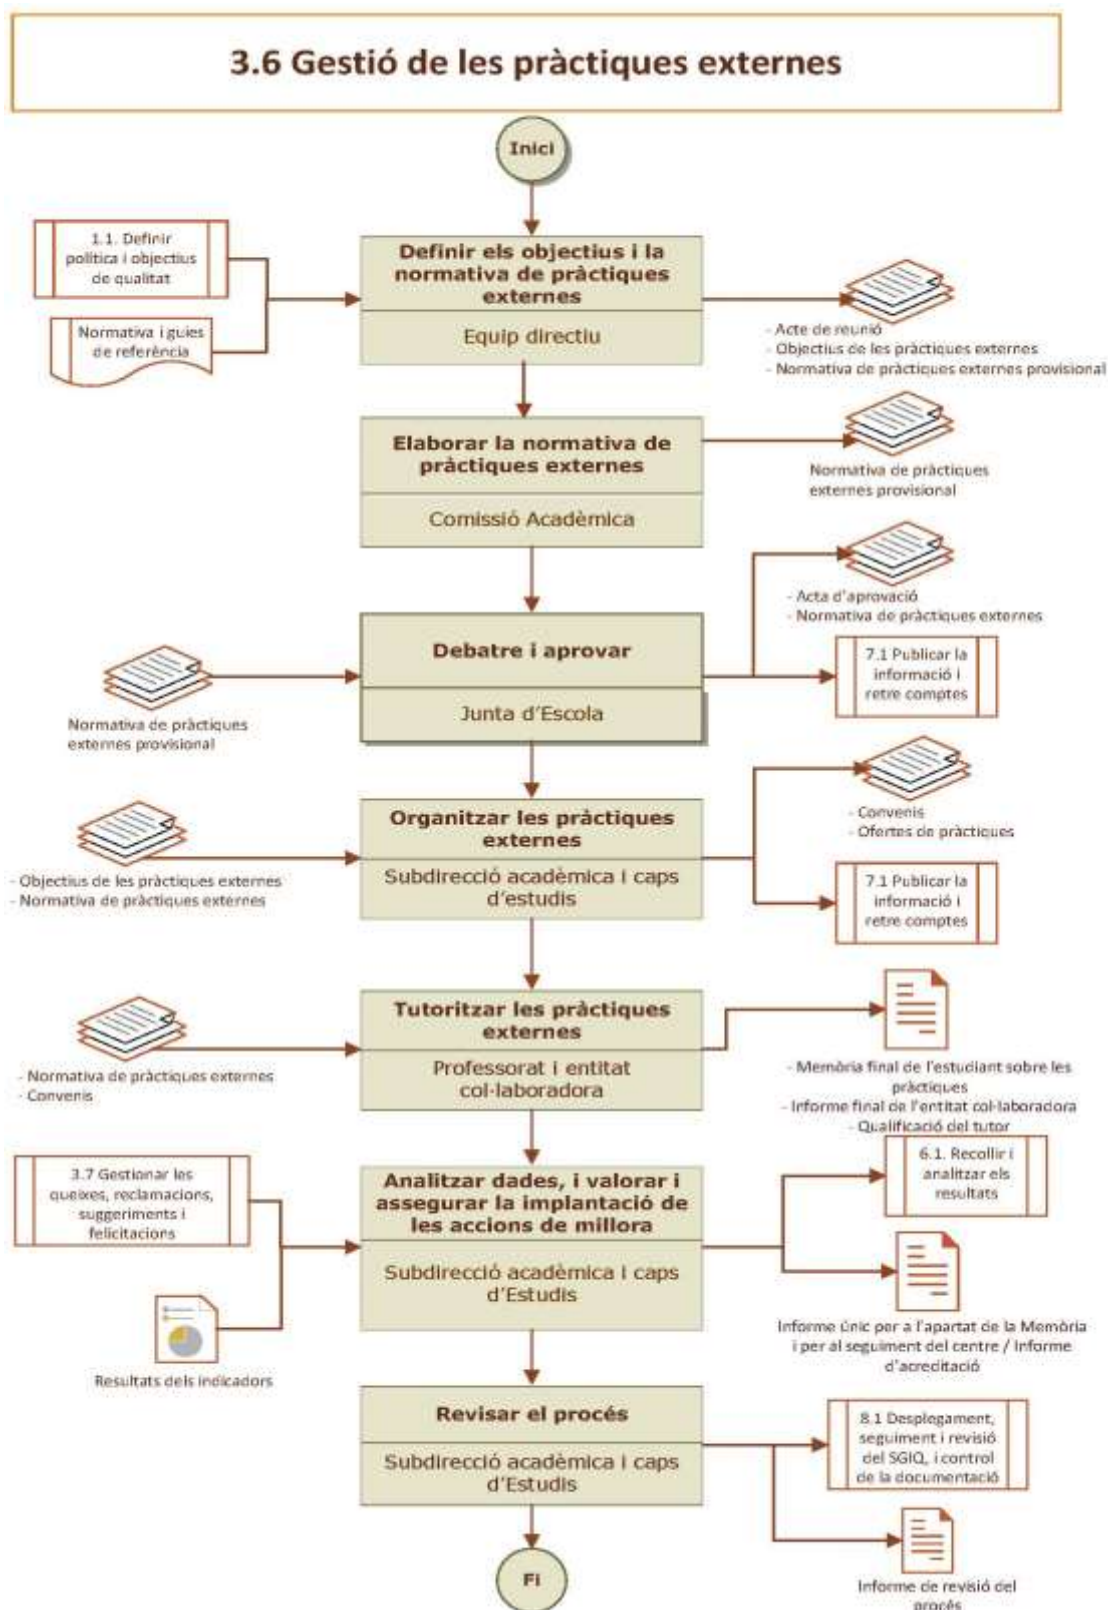 3.6 Gestió de les pràctiques externes
Inici
1.1. Definir
política i objectius
de qualitat
Normativa i guies
de referència
Definir els objectius i la
normativa de pràctiques
externes
Equip directiu
- Acte de reunió
- Objectius de les pràctiques externes
- Normativa de pràctiques externes provisional
Elaborar la normativa de
pràctiques externes
Comissió Acadèmica
Normativa de pràctiques
externes provisional
- Acta d'aprovació
- Normativa de pràctiques externes
Debatre i aprovar
Junta d'Escola
Normativa de pràctiques
externes provisional
7.1 Publicar la
informació i
retre comptes
Organitzar les pràctiques
externes
Subdirecció acadèmica i caps
d'estudis
- Objectius de les pràctiques externes
- Normativa de pràctiques externes
- Convenis
- Ofertes de pràctiques
7.1 Publicar la
informació i
retre comptes
Tutoritzar les pràctiques
externes
Professorat i entitat
col·laboradora
- Normativa de pràctiques externes
- Convenis
- Memòria final de l'estudiant sobre les
pràctiques
- Informe final de l'entitat col·laboradora
- Qualificació del tutor
3.7 Gestionar les
queixes, reclamacions,
suggeriments i
felicitacions
Resultats dels indicadors
Analitzar dades, i valorar i
assegurar la implantació de
les accions de millora
Subdirecció acadèmica i caps
d'Estudis
6.1. Recollir i
analitzar els
resultats
Informe únic per a l'apartat de la Memòria
i per al seguiment del centre / Informe
d'acreditació
Revisar el procés
Subdirecció acadèmica i caps
d'Estudis
8.1 Desplegament,
seguiment i revisió
del SGIQ, i control
de la documentació
Informe de revisió del
procés
Fi